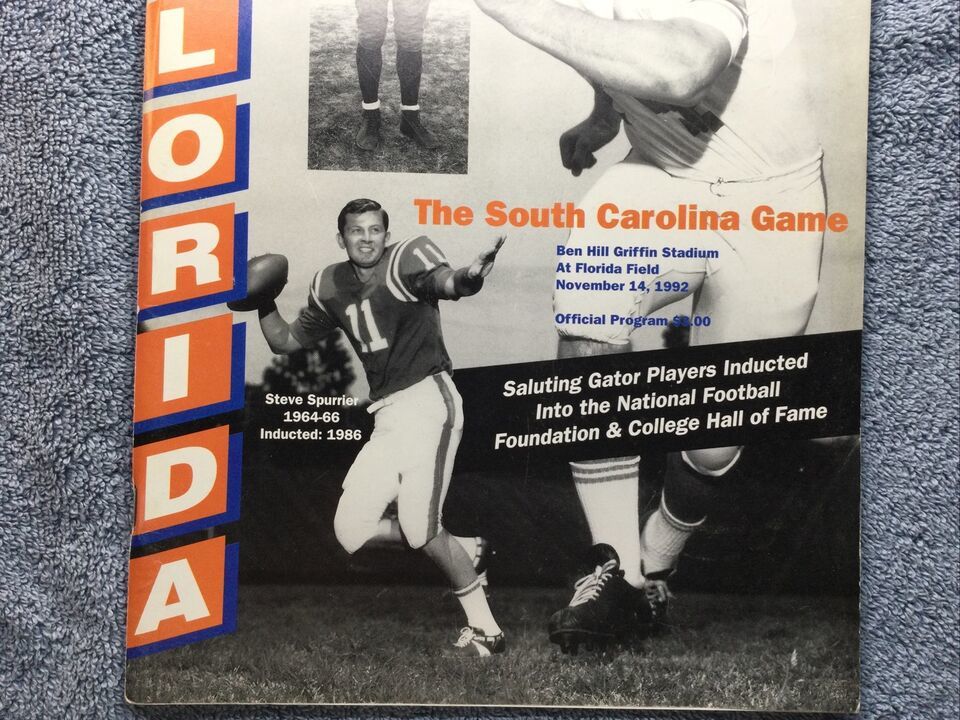 LORIDA
The South Carolina Game
Ben Hill Griffin Stadium
At Florida Field
November 14, 1992
Official Program $3.00
11
11
Steve Spurrier
1964-66
Inducted: 1986
Saluting Gator Players Inducted
Into the National Football
Foundation & College Hall of Fame